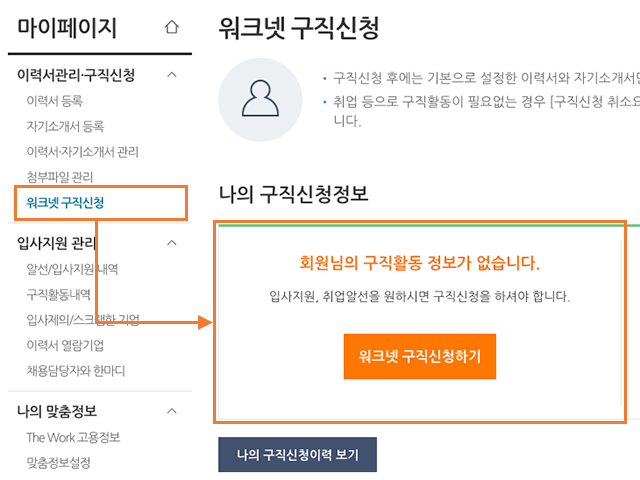 마이페이지
이력서관리·구직신청
이력서 등록
자기소개서 등록
이력서·자기소개서 관리
첨부파일 관리
워크넷 구직신청
입사지원 관리
알선/입사지원 내역
구직활동내역
입사제의/스크랩한 기업
이력서 열람기업
채용담당자와 한마디
나의 맞춤정보
The Work 고용정보
맞춤정보설정
워크넷 구직신청
• 구직신청 후에는 기본으로 설정한 이력서와 자기소개서만
• 취업 등으로 구직활동이 필요없는 경우 [구직신청 취소요
니다.
나의 구직신청정보
회원님의 구직활동 정보가 없습니다.
입사지원, 취업알선을 원하시면 구직신청을 하셔야 합니다.
워크넷 구직신청하기
나의 구직신청이력 보기